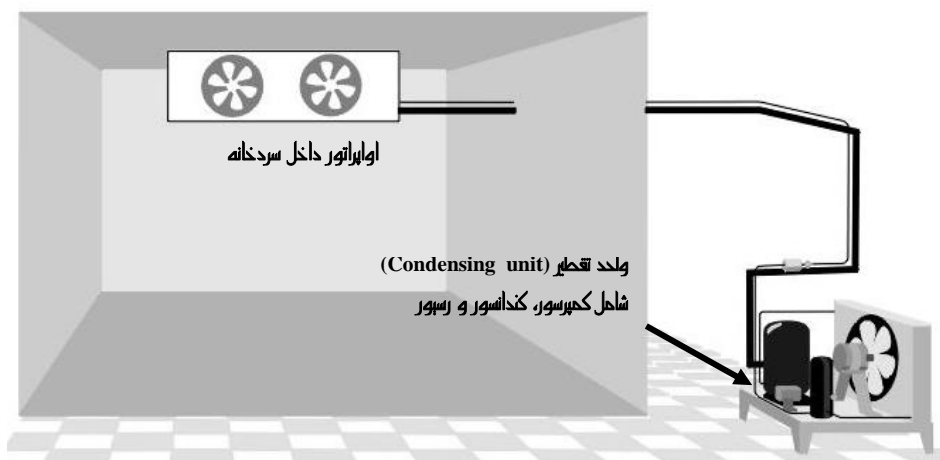 اواپراتور داخل سردخانه
واحد تقطیر (Condensing unit)
شامل کمپرسور، کندانسور و رسیور